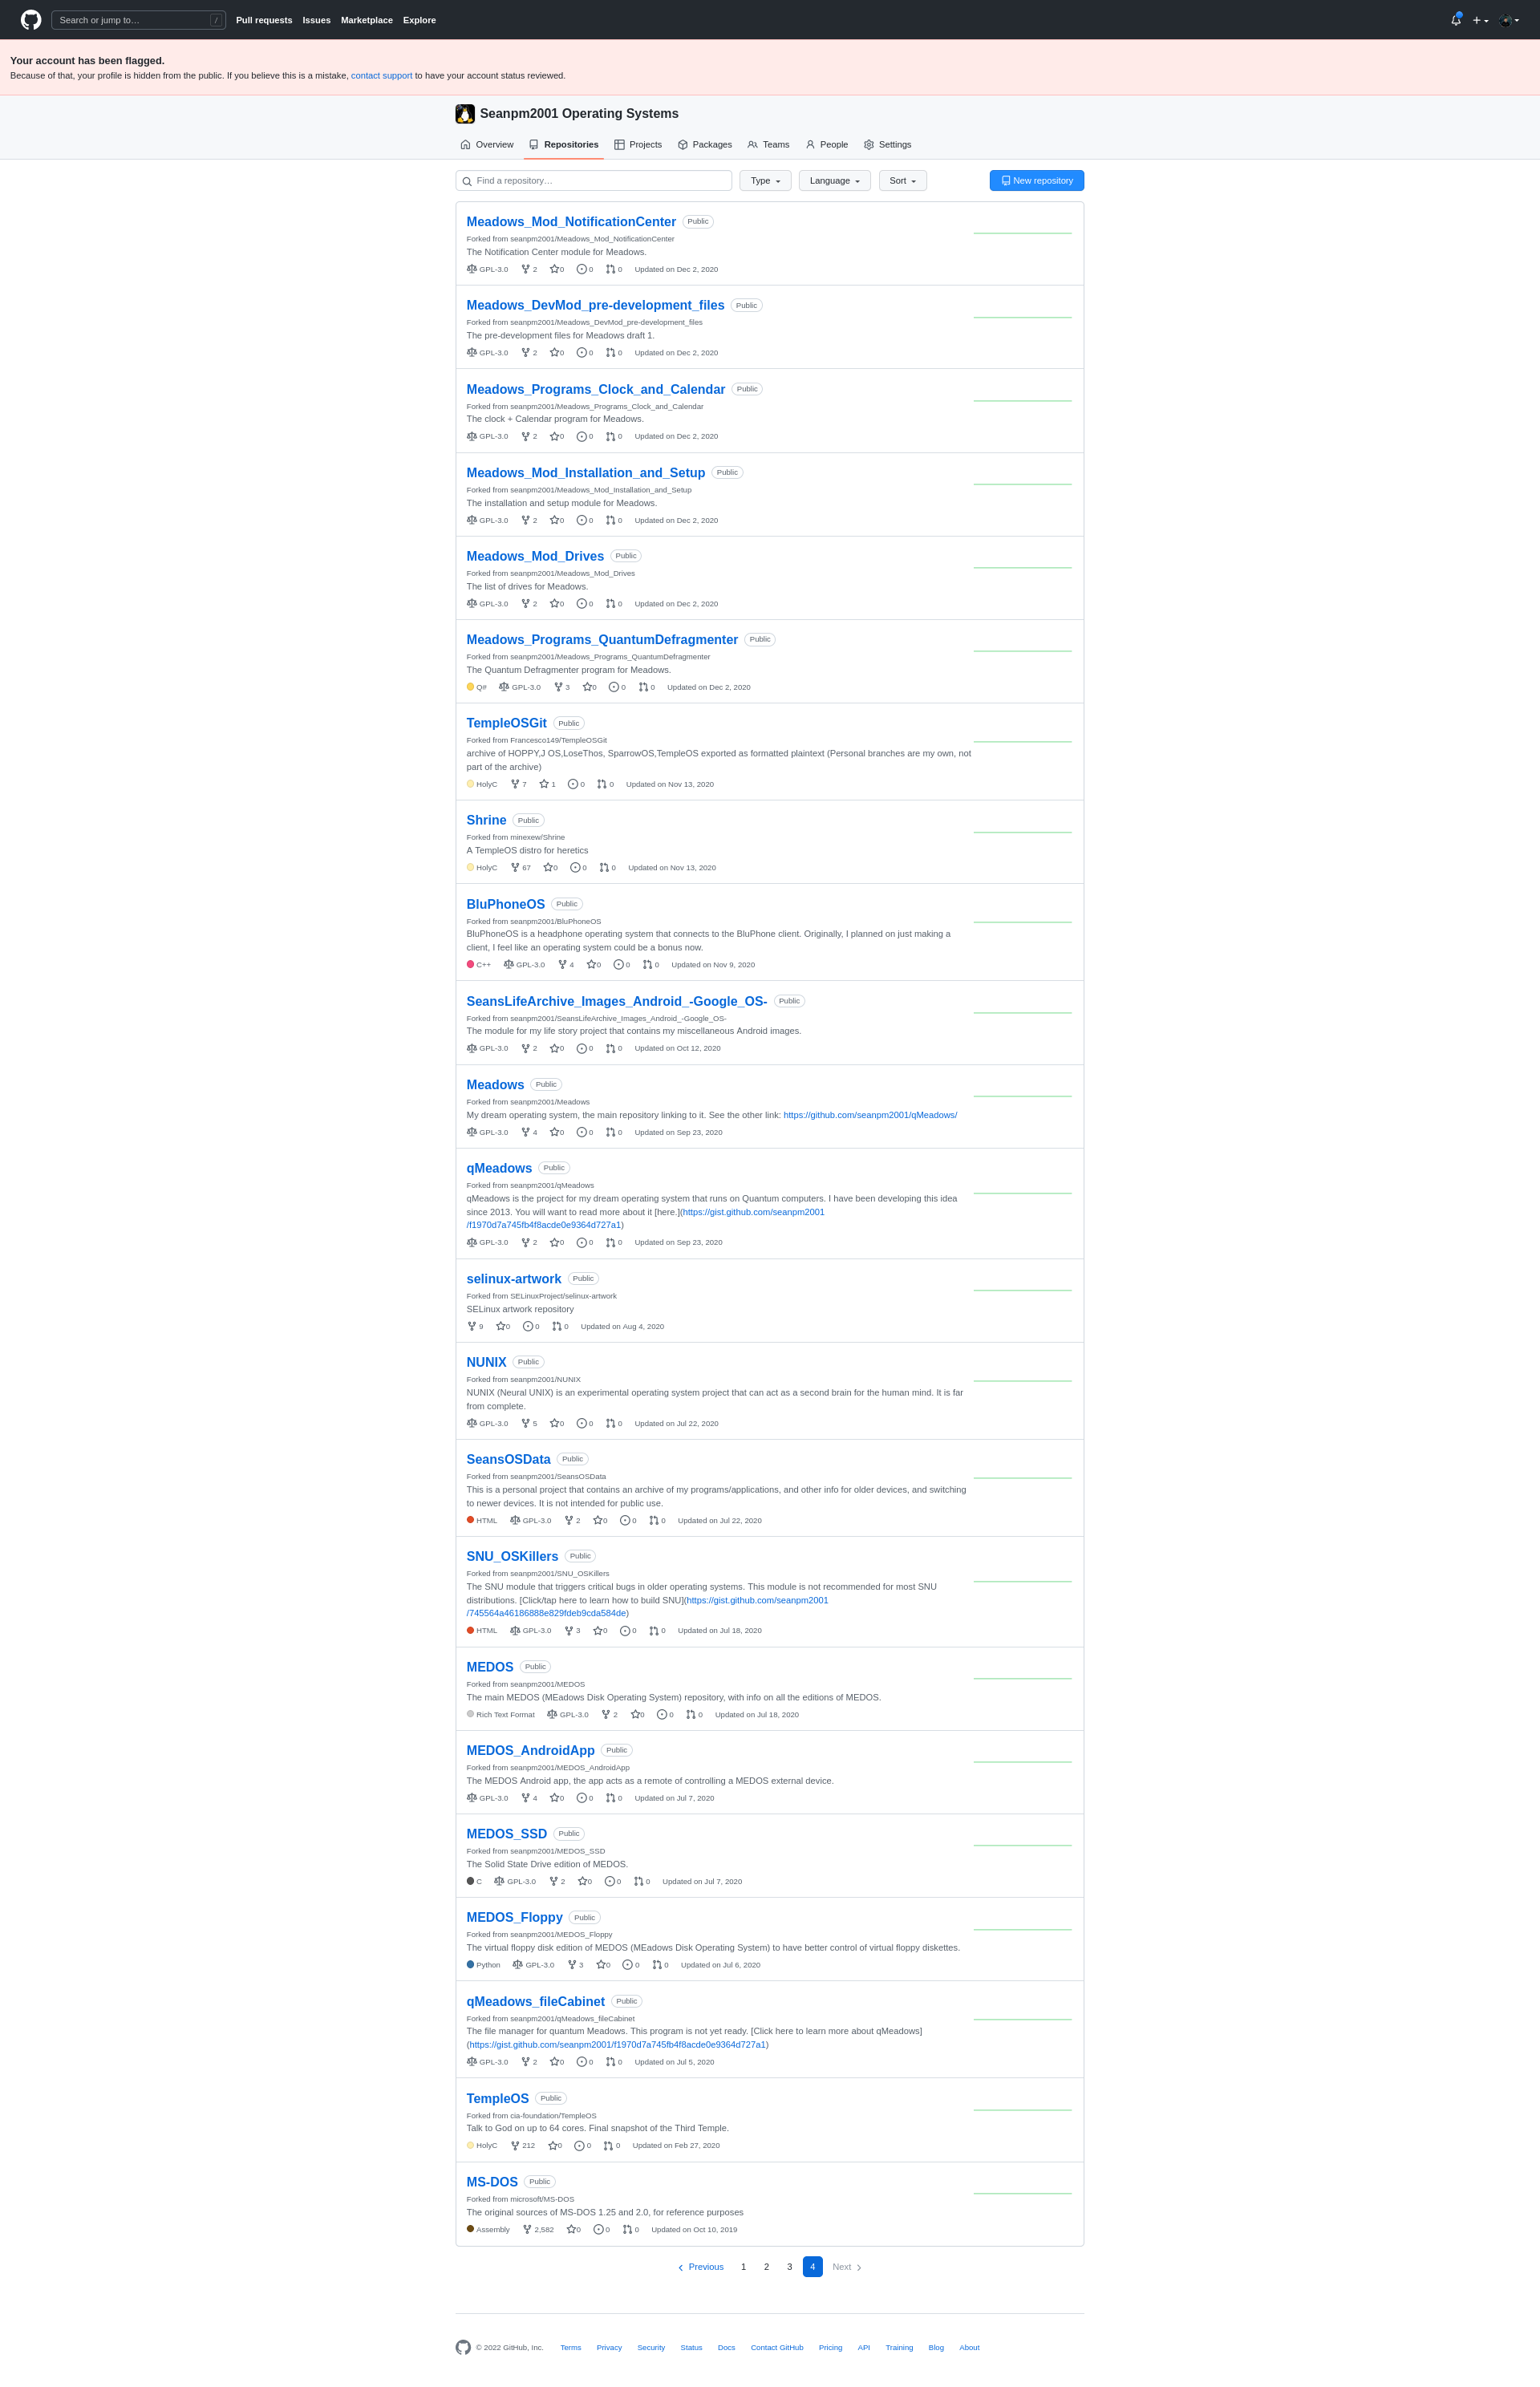 Search or jump to… /
Pull requests Issues Marketplace Explore
Your account has been flagged.
Because of that, your profile is hidden from the public. If you believe this is a mistake, contact support to have your account status reviewed.
Seanpm2001 Operating Systems
Overview Repositories Projects Packages Teams People Settings
Find a repository… Type Language Sort New repository
Meadows_Mod_NotificationCenter Public
Forked from seanpm2001/Meadows_Mod_NotificationCenter
The Notification Center module for Meadows.
GPL-3.0 2 0 0 0 Updated on Dec 2, 2020
Meadows_DevMod_pre-development_files Public
Forked from seanpm2001/Meadows_DevMod_pre-development_files
The pre-development files for Meadows draft 1.
GPL-3.0 2 0 0 0 Updated on Dec 2, 2020
Meadows_Programs_Clock_and_Calendar Public
Forked from seanpm2001/Meadows_Programs_Clock_and_Calendar
The clock + Calendar program for Meadows.
GPL-3.0 2 0 0 0 Updated on Dec 2, 2020
Meadows_Mod_Installation_and_Setup Public
Forked from seanpm2001/Meadows_Mod_Installation_and_Setup
The installation and setup module for Meadows.
GPL-3.0 2 0 0 0 Updated on Dec 2, 2020
Meadows_Mod_Drives Public
Forked from seanpm2001/Meadows_Mod_Drives
The list of drives for Meadows.
GPL-3.0 2 0 0 0 Updated on Dec 2, 2020
Meadows_Programs_QuantumDefragmenter Public
Forked from seanpm2001/Meadows_Programs_QuantumDefragmenter
The Quantum Defragmenter program for Meadows.
Q# GPL-3.0 3 0 0 0 Updated on Dec 2, 2020
TempleOSGit Public
Forked from Francesco149/TempleOSGit
archive of HOPPY,J OS,LoseThos, SparrowOS,TempleOS exported as formatted plaintext (Personal branches are my own, not
part of the archive)
HolyC 7 1 0 0 Updated on Nov 13, 2020
Shrine Public
Forked from minexew/Shrine
A TempleOS distro for heretics
HolyC 67 0 0 0 Updated on Nov 13, 2020
BluPhoneOS Public
Forked from seanpm2001/BluPhoneOS
BluPhoneOS is a headphone operating system that connects to the BluPhone client. Originally, I planned on just making a
client, I feel like an operating system could be a bonus now.
C++ GPL-3.0 4 0 0 0 Updated on Nov 9, 2020
SeansLifeArchive_Images_Android_-Google_OS- Public
Forked from seanpm2001/SeansLifeArchive_Images_Android_-Google_OS-
The module for my life story project that contains my miscellaneous Android images.
GPL-3.0 2 0 0 0 Updated on Oct 12, 2020
Meadows Public
Forked from seanpm2001/Meadows
My dream operating system, the main repository linking to it. See the other link: https://github.com/seanpm2001/qMeadows/
GPL-3.0 4 0 0 0 Updated on Sep 23, 2020
qMeadows Public
Forked from seanpm2001/qMeadows
qMeadows is the project for my dream operating system that runs on Quantum computers. I have been developing this idea
since 2013. You will want to read more about it [here.](https://gist.github.com/seanpm2001
/f1970d7a745fb4f8acde0e9364d727a1)
GPL-3.0 2 0 0 0 Updated on Sep 23, 2020
selinux-artwork Public
Forked from SELinuxProject/selinux-artwork
SELinux artwork repository
9 0 0 0 Updated on Aug 4, 2020
NUNIX Public
Forked from seanpm2001/NUNIX
NUNIX (Neural UNIX) is an experimental operating system project that can act as a second brain for the human mind. It is far
from complete.
GPL-3.0 5 0 0 0 Updated on Jul 22, 2020
SeansOSData Public
Forked from seanpm2001/SeansOSData
This is a personal project that contains an archive of my programs/applications, and other info for older devices, and switching
to newer devices. It is not intended for public use.
HTML GPL-3.0 2 0 0 0 Updated on Jul 22, 2020
SNU_OSKillers Public
Forked from seanpm2001/SNU_OSKillers
The SNU module that triggers critical bugs in older operating systems. This module is not recommended for most SNU
distributions. [Click/tap here to learn how to build SNU](https://gist.github.com/seanpm2001
/745564a46186888e829fdeb9cda584de)
HTML GPL-3.0 3 0 0 0 Updated on Jul 18, 2020
MEDOS Public
Forked from seanpm2001/MEDOS
The main MEDOS (MEadows Disk Operating System) repository, with info on all the editions of MEDOS.
Rich Text Format GPL-3.0 2 0 0 0 Updated on Jul 18, 2020
MEDOS_AndroidApp Public
Forked from seanpm2001/MEDOS_AndroidApp
The MEDOS Android app, the app acts as a remote of controlling a MEDOS external device.
GPL-3.0 4 0 0 0 Updated on Jul 7, 2020
MEDOS_SSD Public
Forked from seanpm2001/MEDOS_SSD
The Solid State Drive edition of MEDOS.
C GPL-3.0 2 0 0 0 Updated on Jul 7, 2020
MEDOS_Floppy Public
Forked from seanpm2001/MEDOS_Floppy
The virtual floppy disk edition of MEDOS (MEadows Disk Operating System) to have better control of virtual floppy diskettes.
Python GPL-3.0 3 0 0 0 Updated on Jul 6, 2020
qMeadows_fileCabinet Public
Forked from seanpm2001/qMeadows_fileCabinet
The file manager for quantum Meadows. This program is not yet ready. [Click here to learn more about qMeadows]
(https://gist.github.com/seanpm2001/f1970d7a745fb4f8acde0e9364d727a1)
GPL-3.0 2 0 0 0 Updated on Jul 5, 2020
TempleOS Public
Forked from cia-foundation/TempleOS
Talk to God on up to 64 cores. Final snapshot of the Third Temple.
HolyC 212 0 0 0 Updated on Feb 27, 2020
MS-DOS Public
Forked from microsoft/MS-DOS
The original sources of MS-DOS 1.25 and 2.0, for reference purposes
Assembly 2,582 0 0 0 Updated on Oct 10, 2019
Previous 1 2 3 4 Next
© 2022 GitHub, Inc. Terms Privacy Security Status Docs Contact GitHub Pricing API Training Blog About